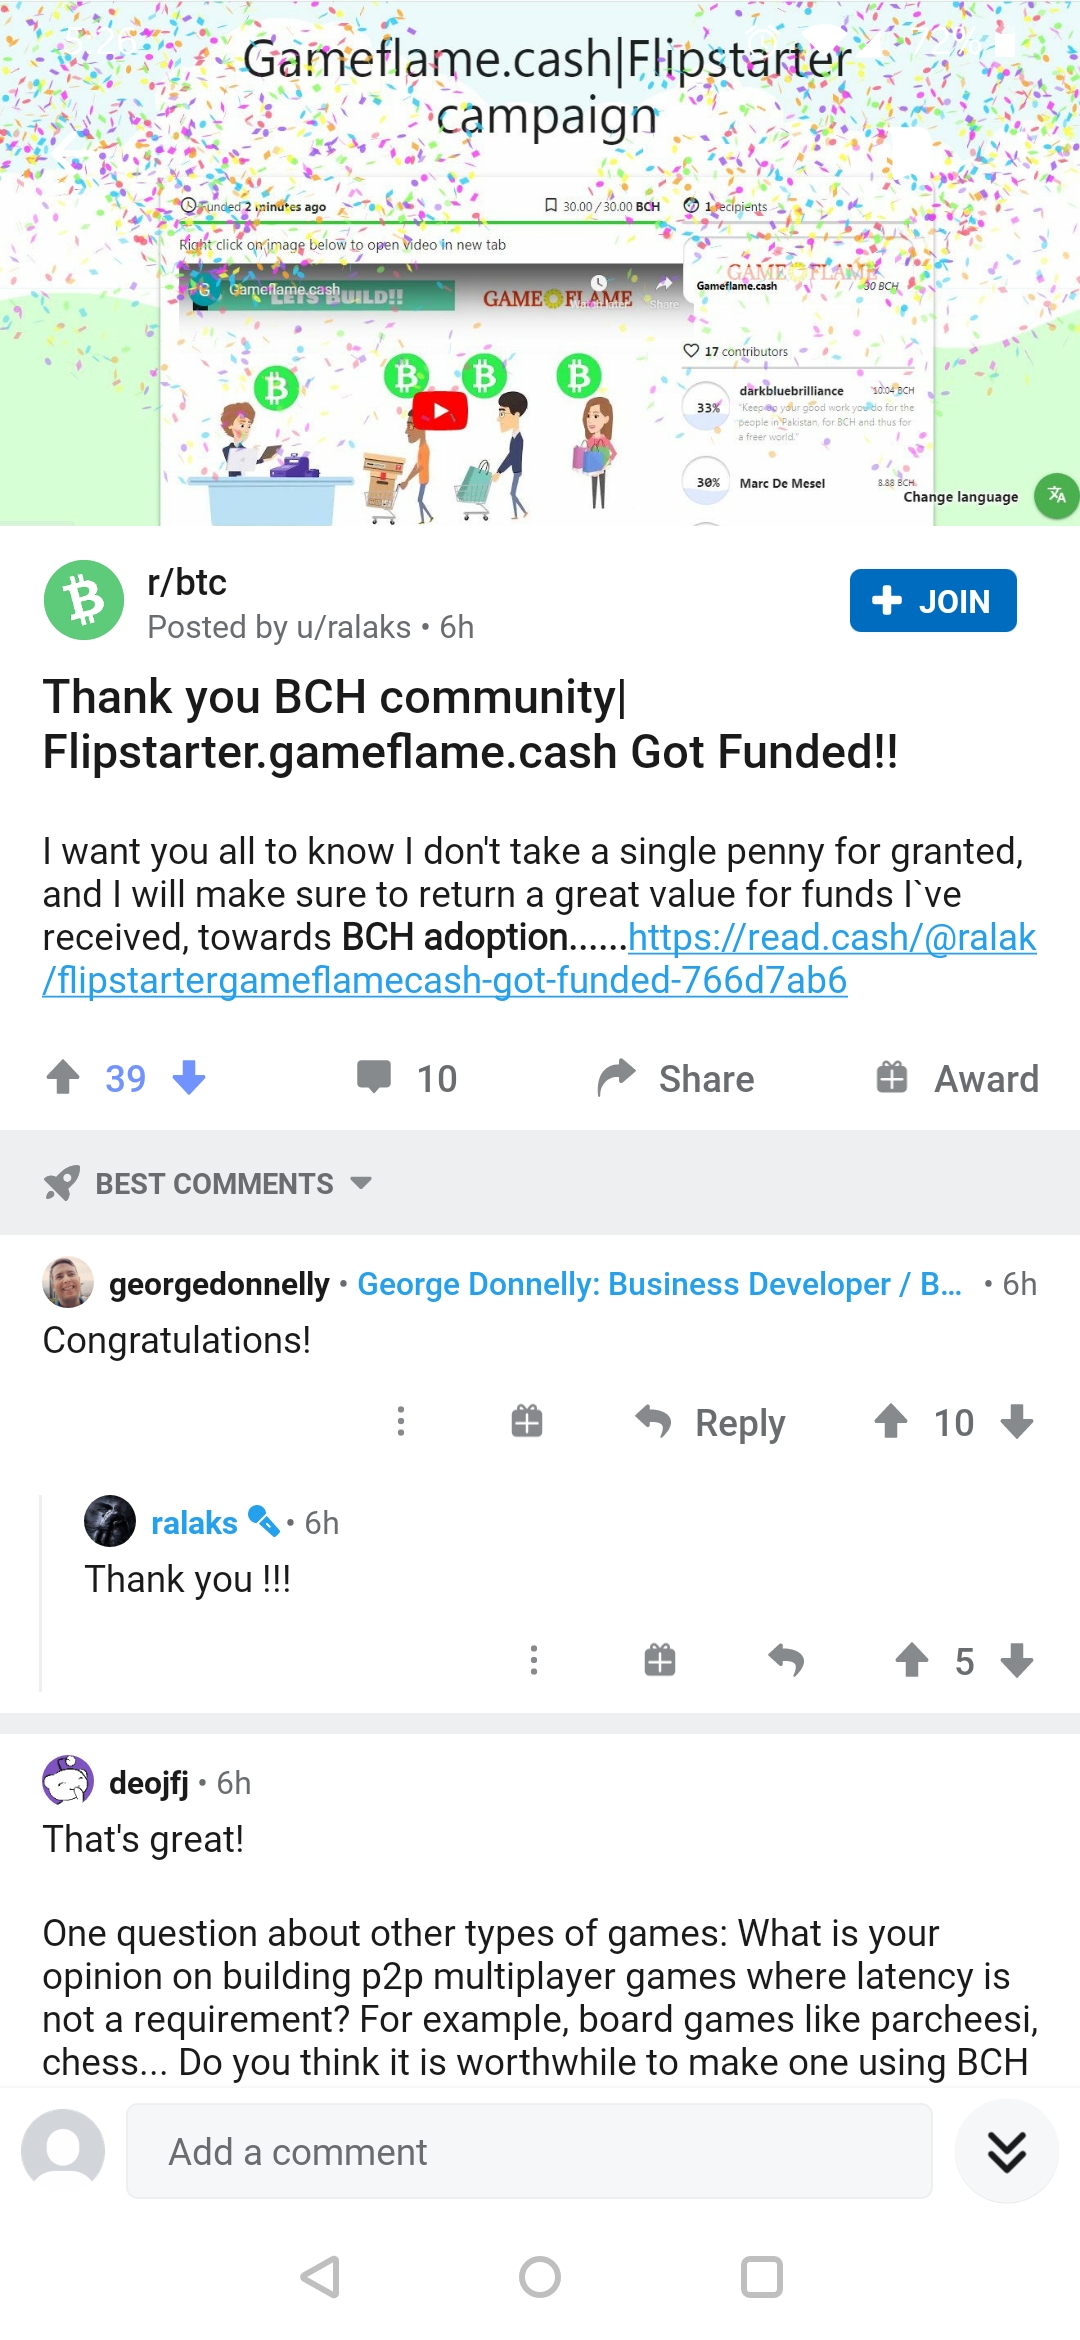 Gameflame.cash|Flipstarter
campaign
Funded 2 minutes ago
30.00 / 30.00 BCH
1 recipients
Right click on image below to open video in new tab
G Gameflame.cash
LETS BUILD!!
GAME FLAME
Share
GAME FLAME
Gameflame.cash 30 BCH
17 contributors
33% darkbluebrilliance 10.04 BCH
"Keep up your good work you do for the
people in Pakistan, for BCH and thus for
a freer world."
30% Marc De Mesel 8.88 BCH
Change language
r/btc
Posted by u/ralaks • 6h
+ JOIN
Thank you BCH community|
Flipstarter.gameflame.cash Got Funded!!
I want you all to know I don't take a single penny for granted,
and I will make sure to return a great value for funds I`ve
received, towards BCH adoption......https://read.cash/@ralak
/flipstartergameflamecash-got-funded-766d7ab6
39 10 Share Award
BEST COMMENTS
georgedonnelly • George Donnelly: Business Developer / B... • 6h
Congratulations!
Reply 10
ralaks • 6h
Thank you !!!
5
deojfj • 6h
That's great!
One question about other types of games: What is your
opinion on building p2p multiplayer games where latency is
not a requirement? For example, board games like parcheesi,
chess... Do you think it is worthwhile to make one using BCH
Add a comment